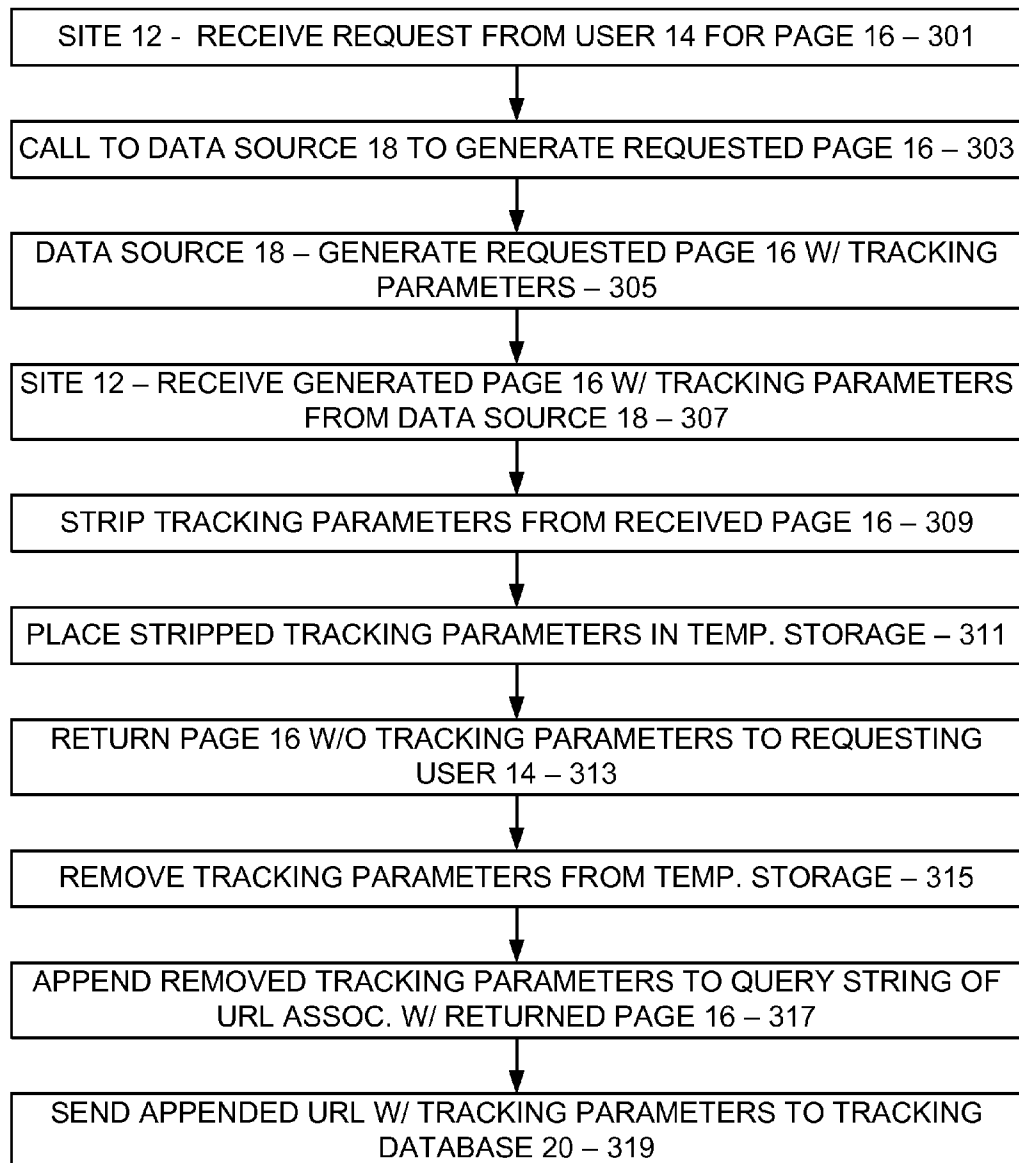 SITE 12 - RECEIVE REQUEST FROM USER 14 FOR PAGE 16 – 301
CALL TO DATA SOURCE 18 TO GENERATE REQUESTED PAGE 16 – 303
DATA SOURCE 18 – GENERATE REQUESTED PAGE 16 W/ TRACKING
PARAMETERS – 305
SITE 12 – RECEIVE GENERATED PAGE 16 W/ TRACKING PARAMETERS
FROM DATA SOURCE 18 – 307
STRIP TRACKING PARAMETERS FROM RECEIVED PAGE 16 – 309
PLACE STRIPPED TRACKING PARAMETERS IN TEMP. STORAGE – 311
RETURN PAGE 16 W/O TRACKING PARAMETERS TO REQUESTING
USER 14 – 313
REMOVE TRACKING PARAMETERS FROM TEMP. STORAGE – 315
APPEND REMOVED TRACKING PARAMETERS TO QUERY STRING OF
URL ASSOC. W/ RETURNED PAGE 16 – 317
SEND APPENDED URL W/ TRACKING PARAMETERS TO TRACKING
DATABASE 20 – 319